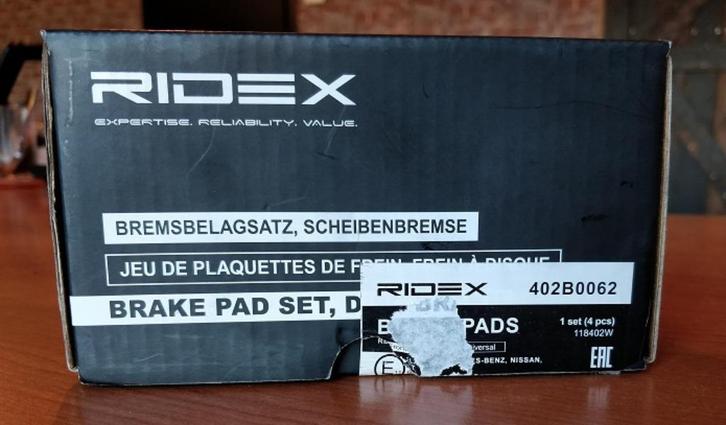 RIDEX
EXPERTISE. RELIABILITY. VALUE.
BREMSBELAGSATZ, SCHEIBENBREMSE
JEU DE PLAQUETTES DE FREIN, FREIN À DISQUE
BRAKE PAD SET, D
RIDEX 402B0062
PADS
1 set (4 pcs)
118402W
NISSAN,
E
EAC